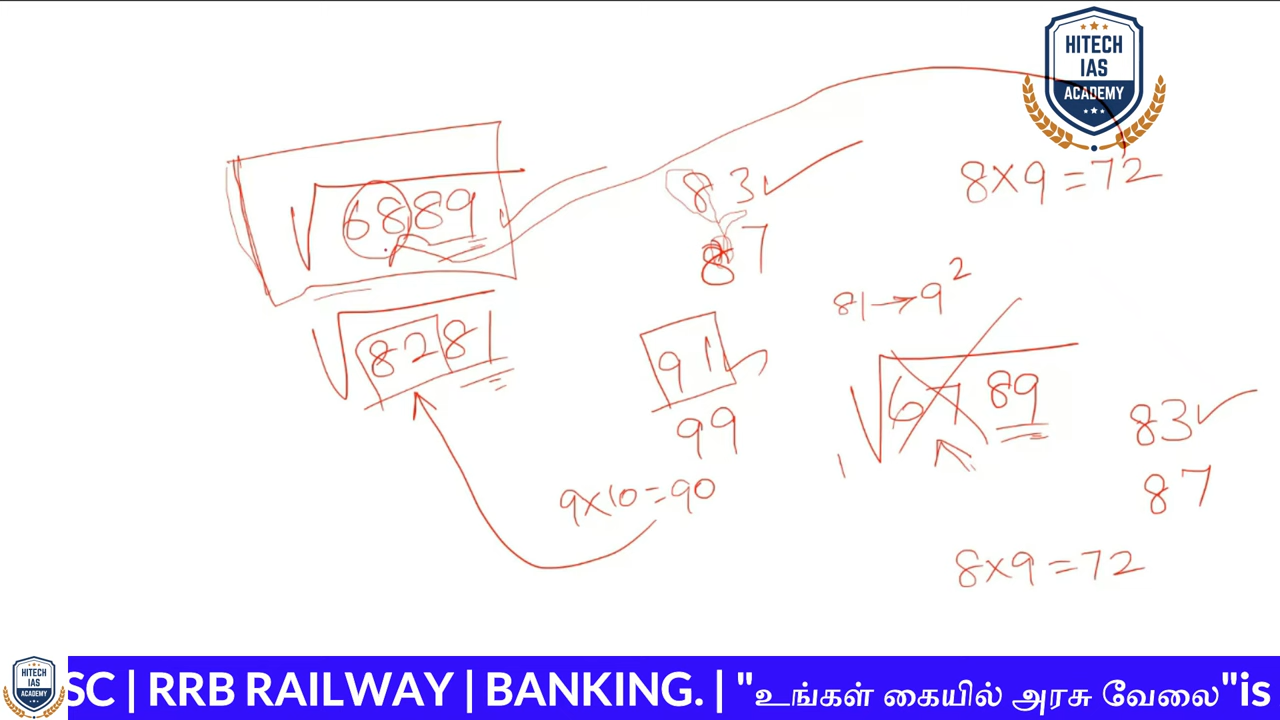 HITECH
IAS
ACADEMY
√6889
83
87
8×9=72
√8281
91
99
9×10=90
81→9²
√6789
83
87
8×9=72
HITECH
IAS
ACADEMY
SC | RRB RAILWAY | BANKING. | "உங்கள் கையில் அரசு வேலை"is